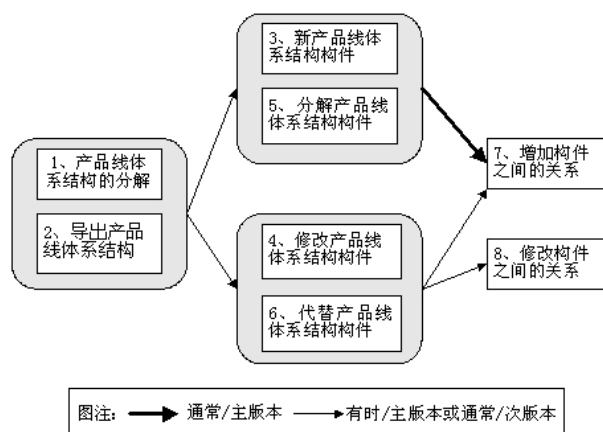 1、产品线体
系结构的分解
2、导出产品
线体系结构
3、新产品线体
系结构构件
5、分解产品线
体系结构构件
4、修改产品线
体系结构构件
6、代替产品线
体系结构构件
7、增加构件
之间的关系
8、修改构件
之间的关系
图注： 通常/主版本 有时/主版本或通常/次版本